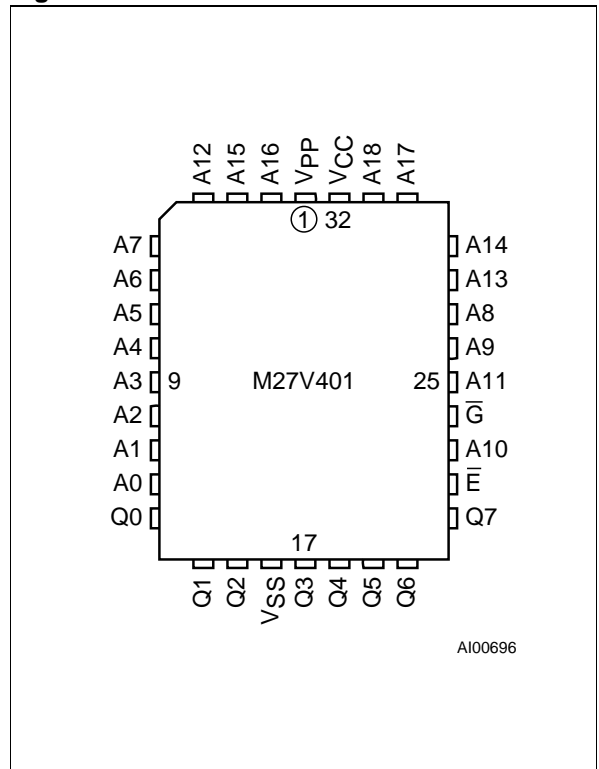 A12 A15 A16 VPP VCC A18 A17
① 32
A7 A14
A6 A13
A5 A8
A4 A9
A3 9 M27V401 25 A11
A2 G̅
A1 A10
A0 E̅
Q0 Q7
17
Q1 Q2 VSS Q3 Q4 Q5 Q6
AI00696